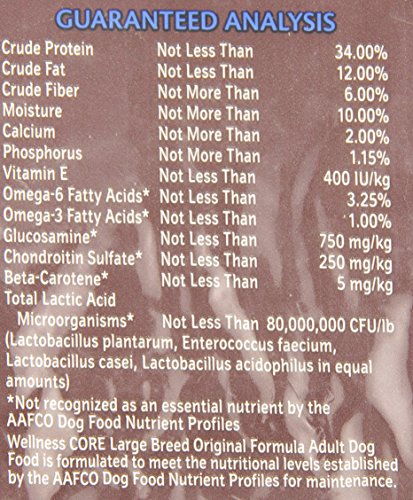 GUARANTEED ANALYSIS
Crude Protein Not Less Than 34.00%
Crude Fat Not Less Than 12.00%
Crude Fiber Not More Than 6.00%
Moisture Not More Than 10.00%
Calcium Not More Than 2.00%
Phosphorus Not More Than 1.15%
Vitamin E Not Less Than 400 IU/kg
Omega-6 Fatty Acids* Not Less Than 3.25%
Omega-3 Fatty Acids* Not Less Than 1.00%
Glucosamine* Not Less Than 750 mg/kg
Chondroitin Sulfate* Not Less Than 250 mg/kg
Beta-Carotene* Not Less Than 5 mg/kg
Total Lactic Acid
Microorganisms* Not Less Than 80,000,000 CFU/lb
(Lactobacillus plantarum, Enterococcus faecium,
Lactobacillus casei, Lactobacillus acidophilus in equal
amounts)
*Not recognized as an essential nutrient by the
AAFCO Dog Food Nutrient Profiles
Wellness CORE Large Breed Original Formula Adult Dog
Food is formulated to meet the nutritional levels established
by the AAFCO Dog Food Nutrient Profiles for maintenance.